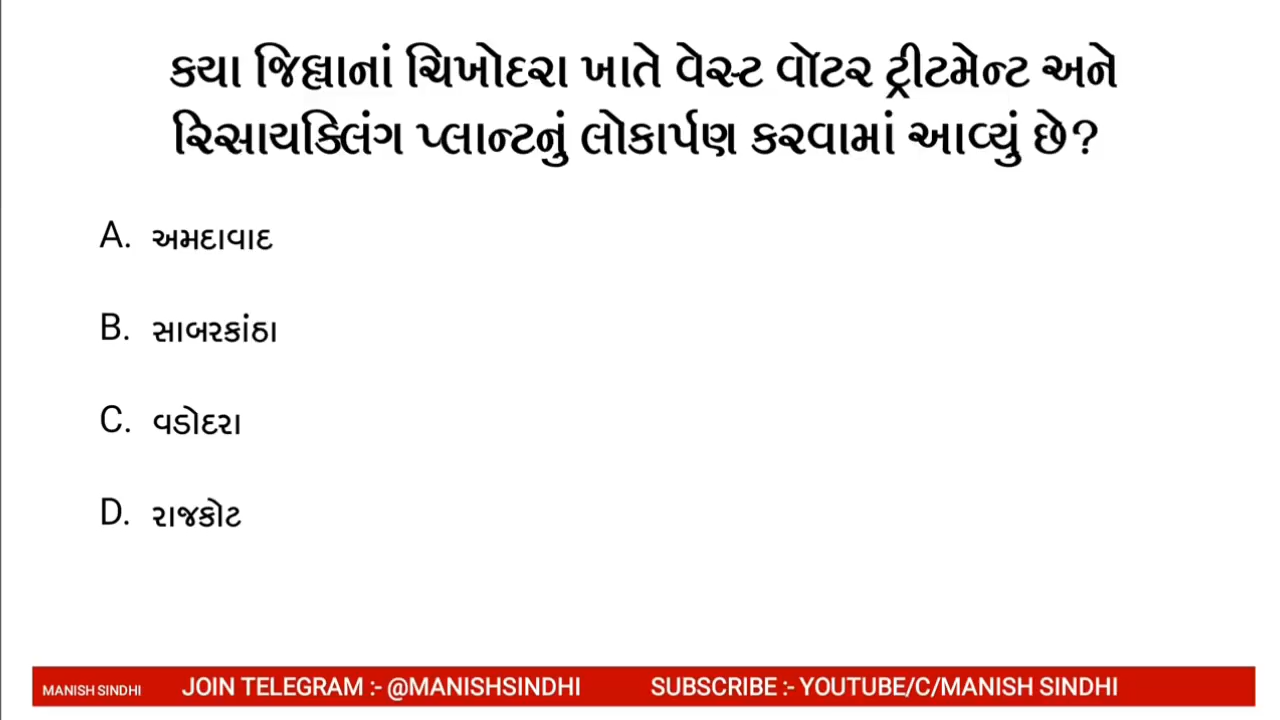 કયા જિલ્લાનાં ચિખોદરા ખાતે વેસ્ટ વૉટર ટ્રીટમેન્ટ અને
રિસાયક્લિંગ પ્લાન્ટનું લોકાર્પણ કરવામાં આવ્યું છે?
A. અમદાવાદ
B. સાબરકાંઠા
C. વડોદરા
D. રાજકોટ
MANISH SINDHI JOIN TELEGRAM :- @MANISHSINDHI SUBSCRIBE :- YOUTUBE/C/MANISH SINDHI